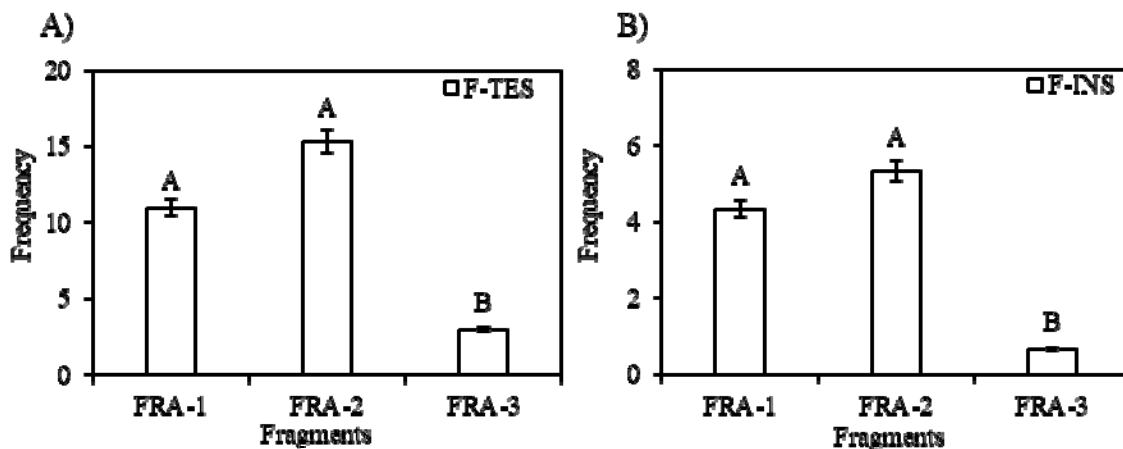 A)
20
15
10
5
0
Frequency
F-TES
A
A
B
FRA-1 FRA-2 FRA-3
Fragments
B)
8
6
4
2
0
Frequency
F-INS
A
A
B
FRA-1 FRA-2 FRA-3
Fragments